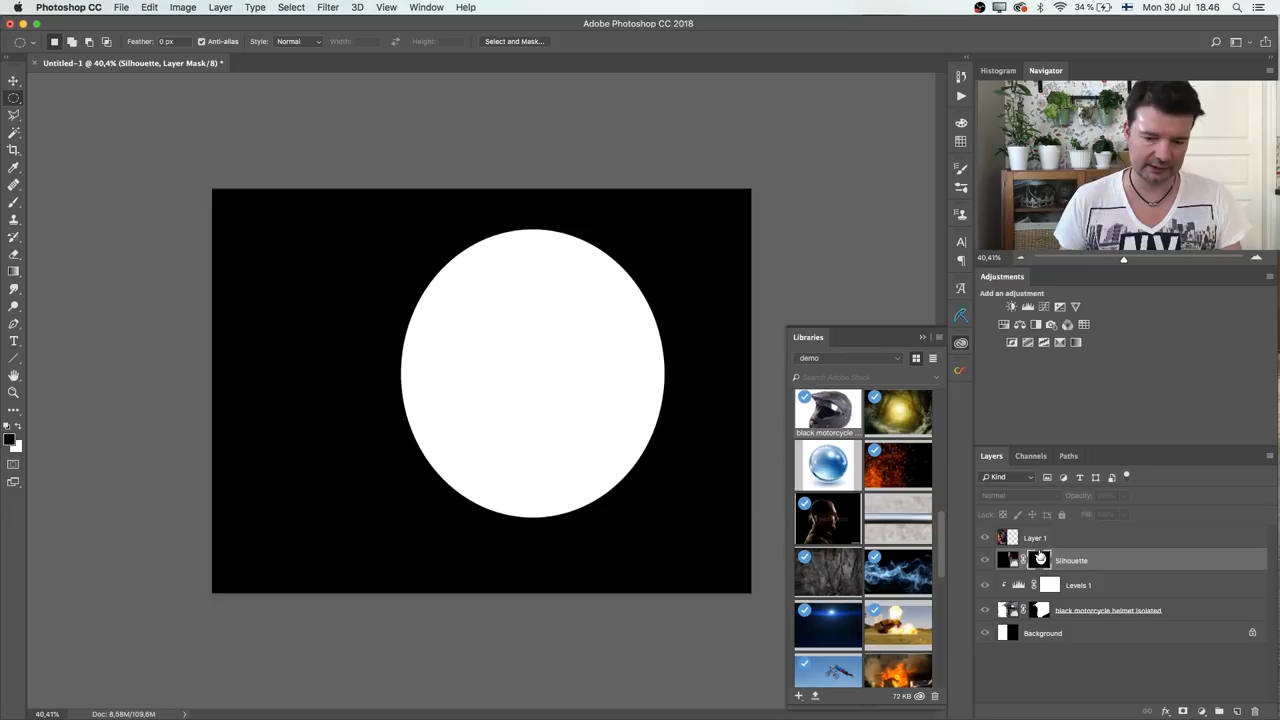 Photoshop CC File Edit Image Layer Type Select Filter 3D View Window Help 34 % Mon 30 Jul 18.46
Adobe Photoshop CC 2018
Feather: 0 px Anti-alias Style: Normal Width: Height: Select and Mask...
Untitled-1 @ 40,4% (Silhouette, Layer Mask/8) *
Histogram Navigator
40,41%
Adjustments
Add an adjustment
Libraries
demo
Search Adobe Stock
black motorcycle ...
72 KB
Layers Channels Paths
Kind
Normal Opacity: 100%
Lock: Fill: 100%
Layer 1
Silhouette
Levels 1
black motorcycle helmet isolated
Background
40,41% Doc: 8,58M/109,6M